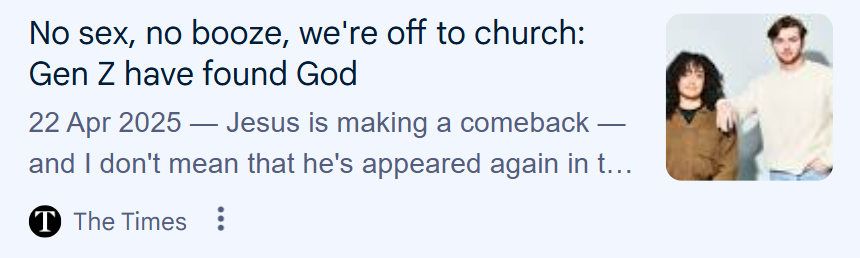 No sex, no booze, we're off to church:
Gen Z have found God
22 Apr 2025 — Jesus is making a comeback —
and I don't mean that he's appeared again in t...
T The Times